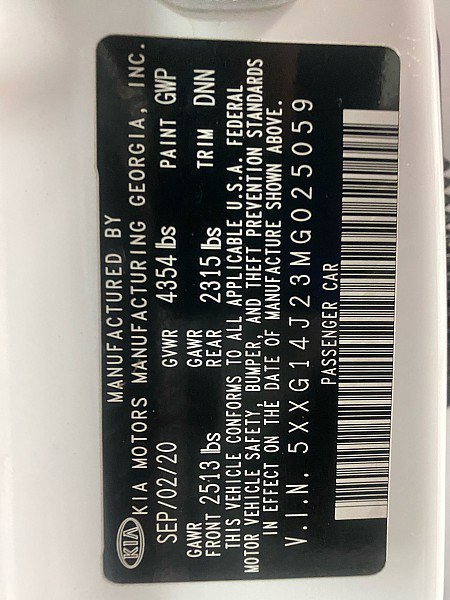 KIA
MANUFACTURED BY
KIA MOTORS MANUFACTURING GEORGIA, INC.
SEP/02/20 GVWR 4354 lbs PAINT GWP
GAWR GAWR
FRONT 2513 lbs REAR 2315 lbs TRIM DNN
THIS VEHICLE CONFORMS TO ALL APPLICABLE U.S.A. FEDERAL
MOTOR VEHICLE SAFETY, BUMPER, AND THEFT PREVENTION STANDARDS
IN EFFECT ON THE DATE OF MANUFACTURE SHOWN ABOVE.
V.I.N. 5XXG14J23MG025059
PASSENGER CAR